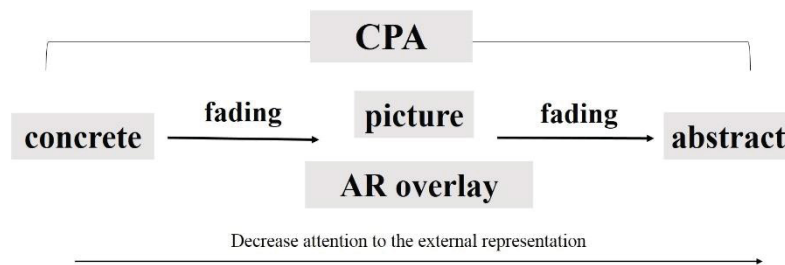 CPA
concrete
fading
picture
AR overlay
fading
abstract
Decrease attention to the external representation